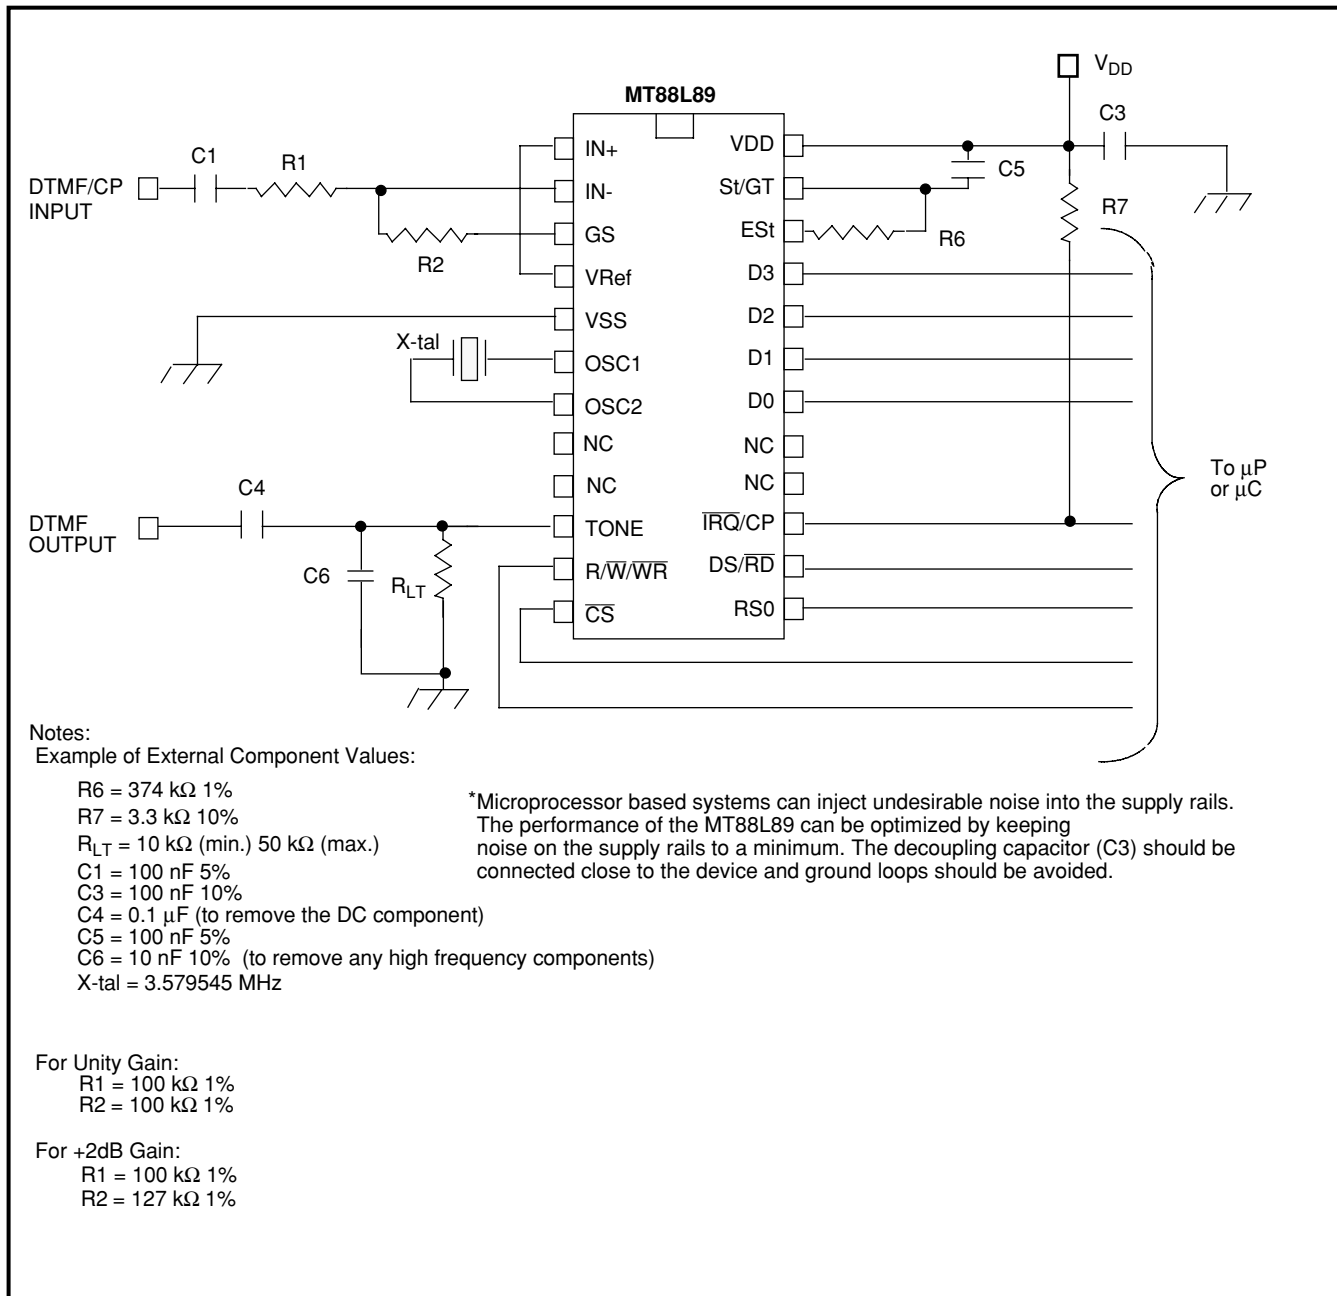 MT88L89
V_DD
C3
C1
R1
DTMF/CP
INPUT
R2
IN+
IN-
GS
VRef
VSS
OSC1
OSC2
NC
NC
TONE
R/W̅/W̅R̅
C̅S̅
VDD
St/GT
ESt
D3
D2
D1
D0
NC
NC
I̅R̅Q̅/CP
DS/R̅D̅
RS0
C5
R6
R7
X-tal
To μP
or μC
C4
DTMF
OUTPUT
C6
R_LT
Notes:
Example of External Component Values:
R6 = 374 kΩ 1%
R7 = 3.3 kΩ 10%
R_LT = 10 kΩ (min.) 50 kΩ (max.)
C1 = 100 nF 5%
C3 = 100 nF 10%
C4 = 0.1 μF (to remove the DC component)
C5 = 100 nF 5%
C6 = 10 nF 10% (to remove any high frequency components)
X-tal = 3.579545 MHz
*Microprocessor based systems can inject undesirable noise into the supply rails.
The performance of the MT88L89 can be optimized by keeping
noise on the supply rails to a minimum. The decoupling capacitor (C3) should be
connected close to the device and ground loops should be avoided.
For Unity Gain:
R1 = 100 kΩ 1%
R2 = 100 kΩ 1%
For +2dB Gain:
R1 = 100 kΩ 1%
R2 = 127 kΩ 1%